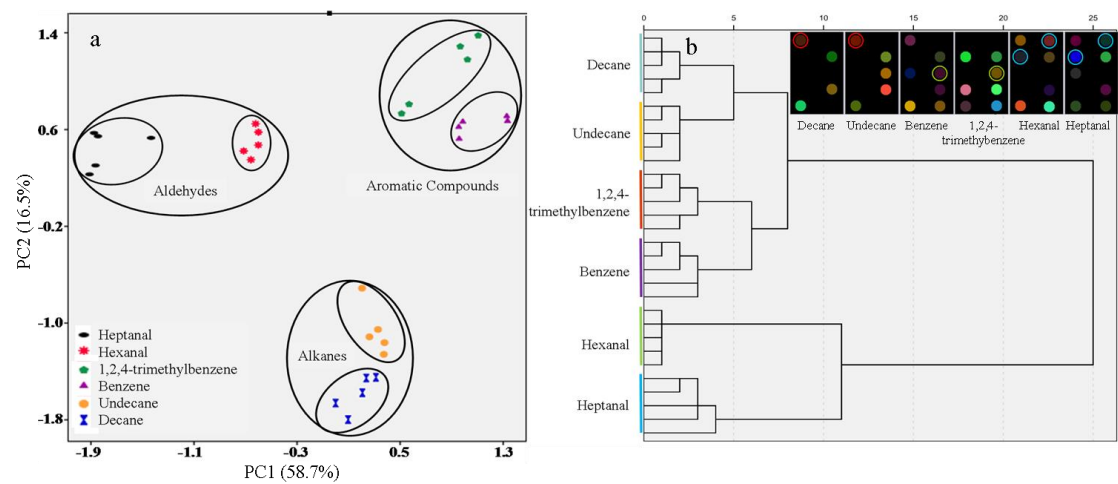 a
1.4
0.6
-0.2
-1.0
-1.8
PC2 (16.5%)
Aldehydes
Aromatic Compounds
Alkanes
Heptanal
Hexanal
1,2,4-trimethylbenzene
Benzene
Undecane
Decane
-1.9
-1.1
-0.3
0.5
1.3
PC1 (58.7%)
0
5
10
15
20
25
b
Decane
Undecane
1,2,4-
trimethylbenzene
Benzene
Hexanal
Heptanal
Decane
Undecane
Benzene
1,2,4-
trimethybenzene
Hexanal
Heptanal